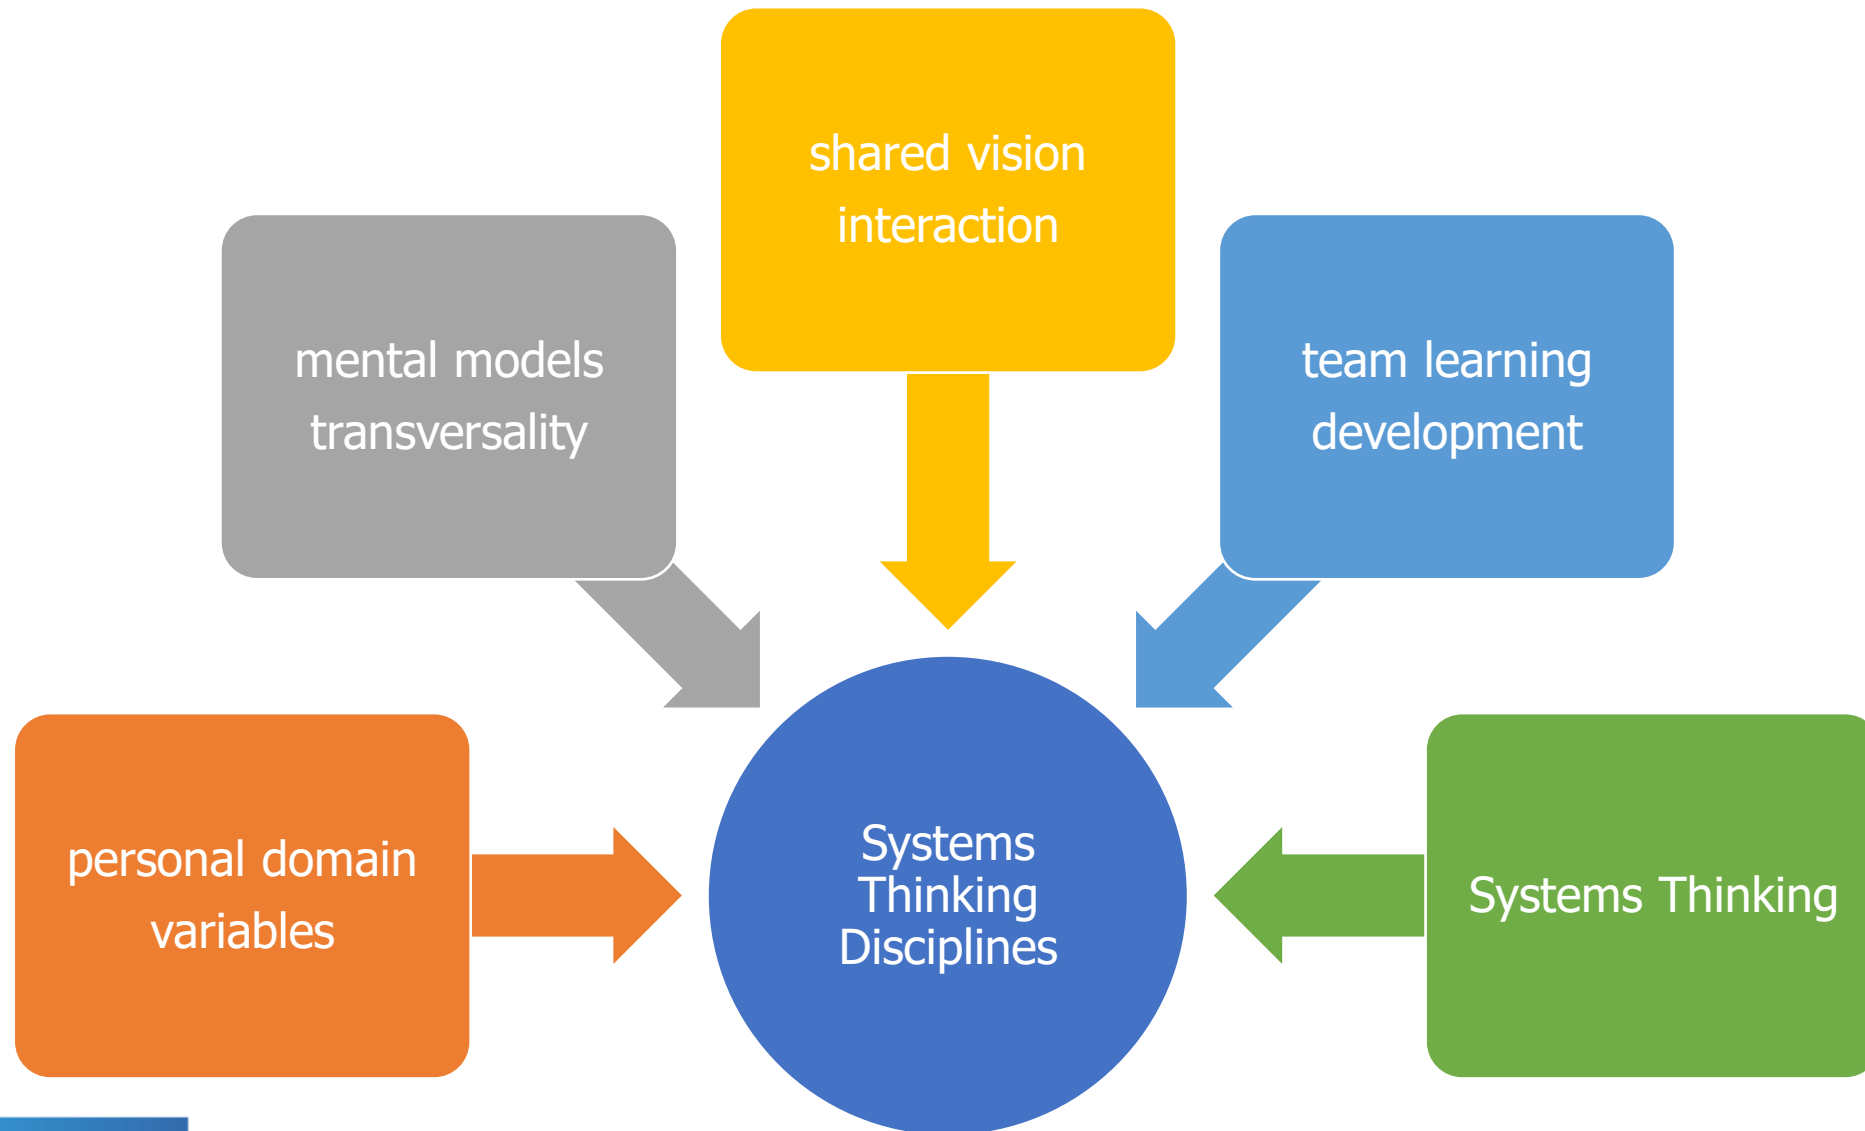 shared vision
interaction
mental models
transversality
team learning
development
personal domain
variables
Systems
Thinking
Disciplines
Systems Thinking